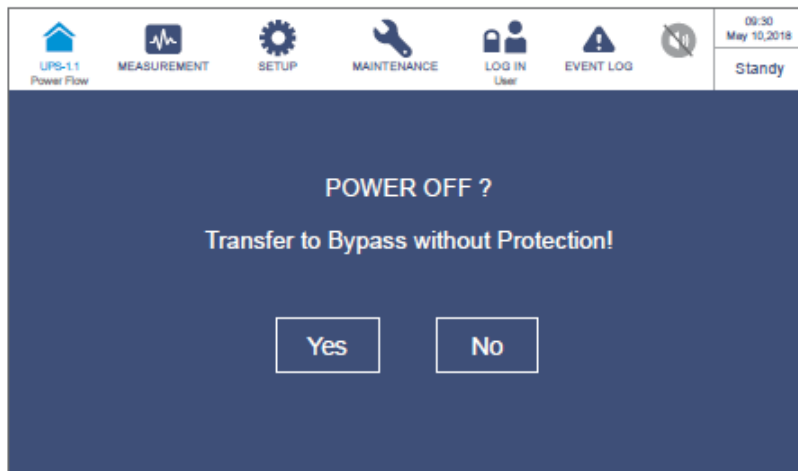 UPS-1.1
Power Flow
MEASUREMENT
SETUP
MAINTENANCE
LOG IN
User
EVENT LOG
09:30
May 10,2018
Standy
POWER OFF ?
Transfer to Bypass without Protection!
Yes
No